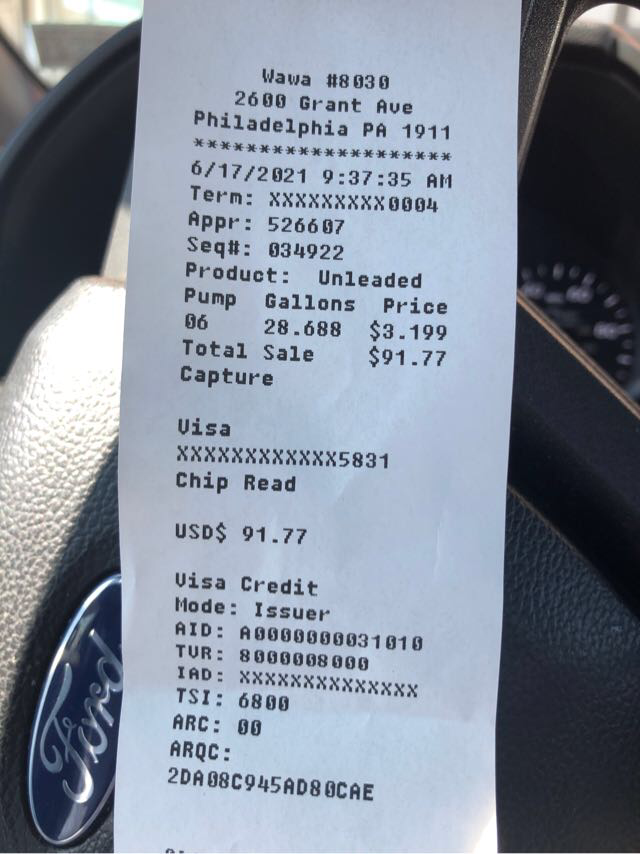 Wawa #8030
2600 Grant Ave
Philadelphia PA 1911
********************
6/17/2021 9:37:35 AM
Term: XXXXXXXXX0004
Appr: 526607
Seq#: 034922
Product: Unleaded
Pump Gallons Price
06 28.688 $3.199
Total Sale $91.77
Capture
Visa
XXXXXXXXXXXX5831
Chip Read
USD$ 91.77
Visa Credit
Mode: Issuer
AID: A0000000031010
TVR: 8000008000
IAD: XXXXXXXXXXXXXX
TSI: 6800
ARC: 00
ARQC:
2DA08C945AD80CAE
Ford